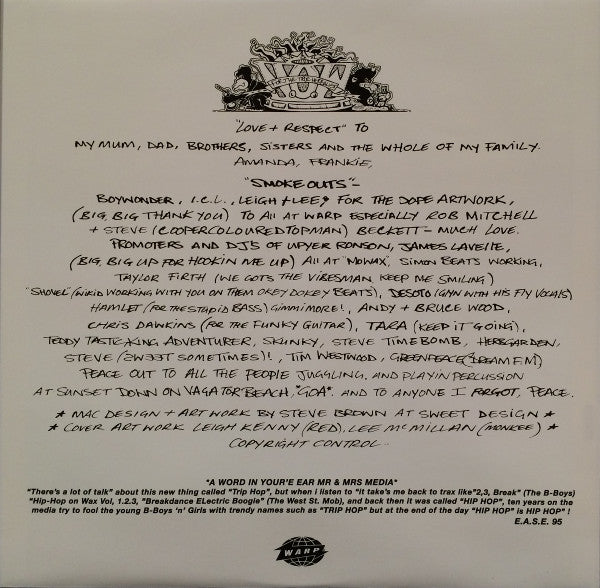 "LOVE + RESPECT" TO
MY MUM, DAD, BROTHERS, SISTERS AND THE WHOLE OF MY FAMILY.
AMANDA, FRANKIE,
"SMOKE OUTS" -
BOYWONDER, I.C.L., LEIGH + LEE, FOR THE DOPE ARTWORK,
(BIG, BIG THANK YOU) TO All AT WARP ESPECIALLY ROB MITCHELL
+ STEVE (COOPERCOLOUREDTOPMAN) BECKETT - MUCH LOVE.
PROMOTERS AND DJ'S OF UPYER RONSON, JAMES LAVELLE,
(BIG, BIG UP FOR HOOKIN ME UP) All AT "MOWAX", SIMON BEATS WORKING,
TAYLOR FIRTH (WE GOTS THE VIBESMAN, KEEP ME SMILING)
"SHOVEL" (WIKID WORKING WITH YOU ON THEM OKEY DOKEY BEATS), DESOTO (GIYN WITH HIS FLY VOCALS)
HAMLET (FOR THE STUPID BASS) GIMMI MORE!, ANDY + BRUCE WOOD,
CHRIS DAWKINS (FOR THE FUNKY GUITAR), TARA (KEEP IT GOING),
TEDDY TASTIC, KING ADVENTURER, SKUNKY, STEVE TIMEBOMB, HERBGARDEN,
STEVE (3WEET SOMETIMES)!, TIM WESTWOOD, GREENPEACE (DREAM F.M)
PEACE OUT TO ALL THE PEOPLE JUGGLING, AND PLAYIN PERCUSSION
AT SUNSET DOWN ON VAGATOR BEACH, "GOA". AND TO ANYONE I FORGOT, PEACE.
* MAC DESIGN + ART WORK BY STEVE BROWN AT SWEET DESIGN *
* COVER ART WORK LEIGH KENNY (RED), LEE McMILLAN (MONKEE) *
COPYRIGHT CONTROL
"A WORD IN YOUR'E EAR MR & MRS MEDIA"
"There's a lot of talk" about this new thing called "Trip Hop", but when i listen to "it take's me back to trax like"2,3, Break" (The B-Boys)
"Hip-Hop on Wax Vol, 1.2.3, "Breakdance ELectric Boogie" (The West St. Mob), and back then it was called "HIP HOP", ten years on the
media try to fool the young B-Boys 'n' Girls with trendy names such as "TRIP HOP" but at the end of the day "HIP HOP" is HIP HOP" !
E.A.S.E. 95
WARP